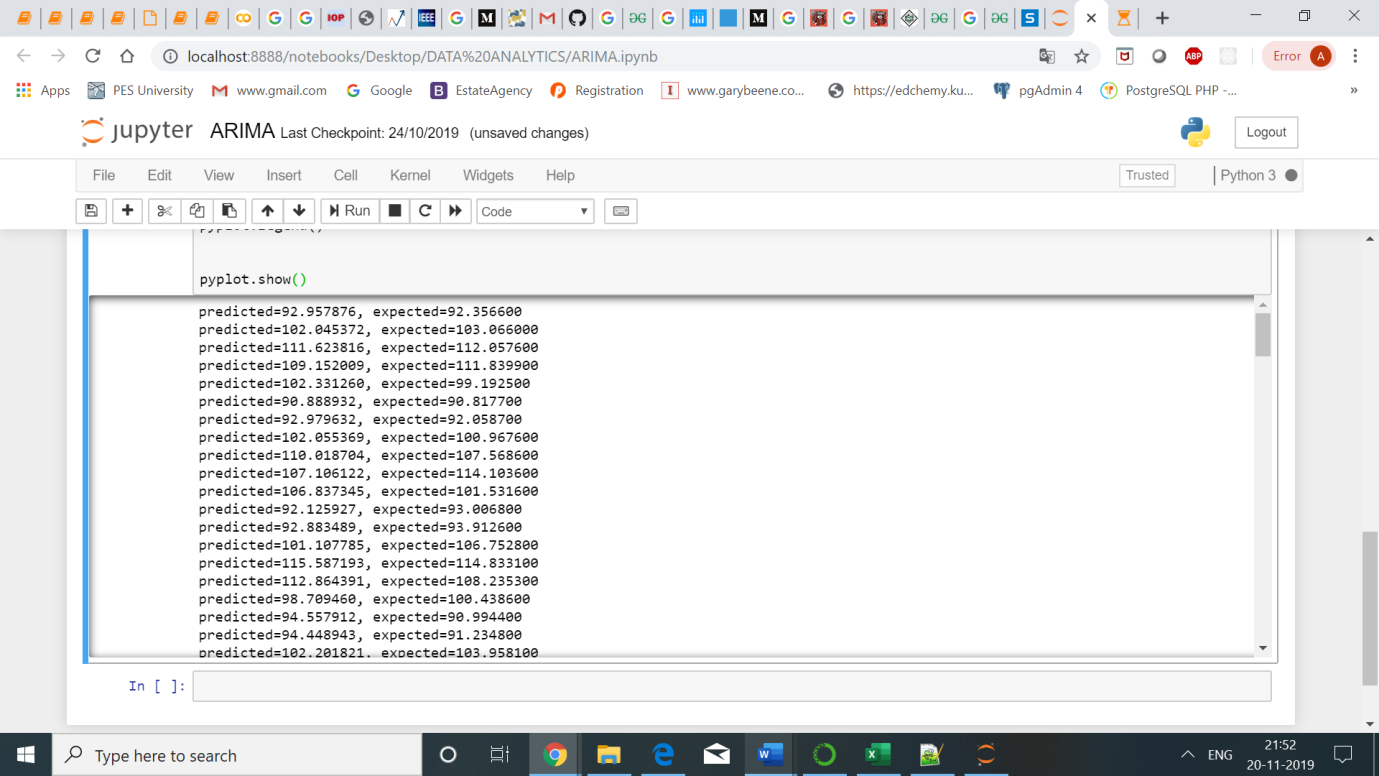 IOP
IEEE
localhost:8888/notebooks/Desktop/DATA%20ANALYTICS/ARIMA.ipynb
ABP
Error
A
Apps
PES University
www.gmail.com
Google
EstateAgency
Registration
www.garybeene.co...
https://edchemy.ku...
pgAdmin 4
PostgreSQL PHP -...
»
jupyter ARIMA Last Checkpoint: 24/10/2019 (unsaved changes)
Logout
File Edit View Insert Cell Kernel Widgets Help
Trusted
Python 3
Run
Code
pyplot.show()
predicted=92.957876, expected=92.356600
predicted=102.045372, expected=103.066000
predicted=111.623816, expected=112.057600
predicted=109.152009, expected=111.839900
predicted=102.331260, expected=99.192500
predicted=90.888932, expected=90.817700
predicted=92.979632, expected=92.058700
predicted=102.055369, expected=100.967600
predicted=110.018704, expected=107.568600
predicted=107.106122, expected=114.103600
predicted=106.837345, expected=101.531600
predicted=92.125927, expected=93.006800
predicted=92.883489, expected=93.912600
predicted=101.107785, expected=106.752800
predicted=115.587193, expected=114.833100
predicted=112.864391, expected=108.235300
predicted=98.709460, expected=100.438600
predicted=94.557912, expected=90.994400
predicted=94.448943, expected=91.234800
predicted=102.201821, expected=103.958100
In [ ]:
Type here to search
ENG
21:52
20-11-2019